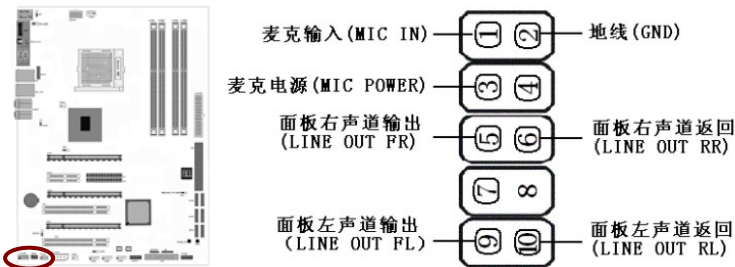 麦克输入(MIC IN)
1
2
地线(GND)
麦克电源(MIC POWER)
3
4
面板右声道输出
(LINE OUT FR)
5
6
面板右声道返回
(LINE OUT RR)
7
8
面板左声道输出
(LINE OUT FL)
9
10
面板左声道返回
(LINE OUT RL)